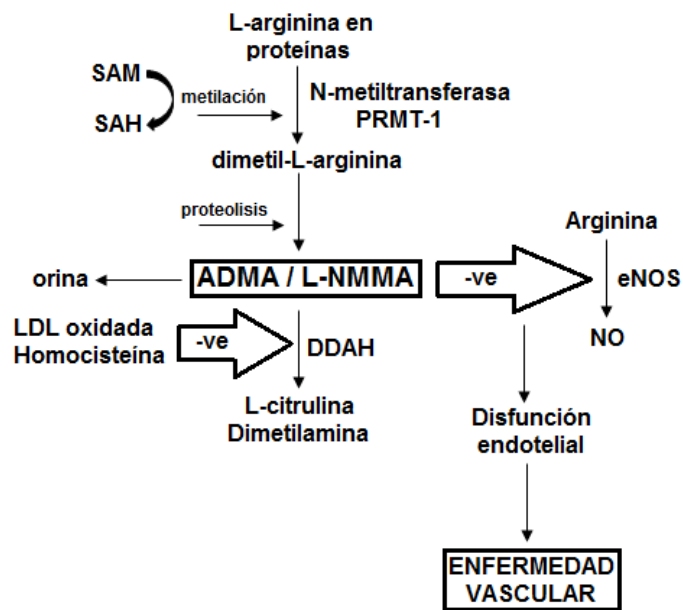 L-arginina en
proteínas
SAM
metilación
SAH
N-metiltransferasa
PRMT-1
dimetil-L-arginina
proteolisis
Arginina
orina
ADMA / L-NMMA
-ve
eNOS
NO
LDL oxidada
Homocisteína
-ve
DDAH
L-citrulina
Dimetilamina
Disfunción
endotelial
ENFERMEDAD
VASCULAR